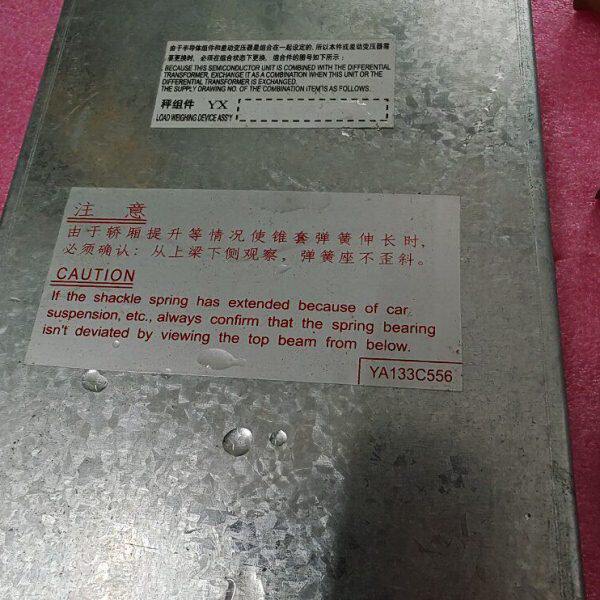 由于半导体组件和差动变压器是组合在一起设定的,所以本件或差动变压器需
要更换时, 必须在组合状态下更换, 组合件的图号如下所示:
BECAUSE THIS SEMICONDUCTOR UNIT IS COMBINED WITH THE DIFFERENTIAL
TRANSFORMER, EXCHANGE IT AS A COMBINATION WHEN THIS UNIT OR THE
DIFFERENTIAL TRANSFORMER IS EXCHANGED.
THE SUPPLY DRAWING NO. OF THE COMBINATION ITEMS AS FOLLOWS.
秤组件 YX
LOAD WEIGHING DEVICE ASS'Y
注 意
由于轿厢提升等情况使锥套弹簧伸长时,
必须确认: 从上梁下侧观察, 弹簧座不歪斜。
CAUTION
If the shackle spring has extended because of car
suspension, etc., always confirm that the spring bearing
isn't deviated by viewing the top beam from below.
YA133C556